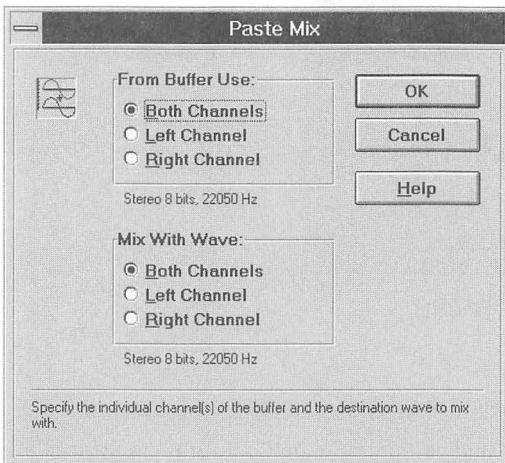 Paste Mix
From Buffer Use:
Both Channels
Left Channel
Right Channel
Stereo 8 bits, 22050 Hz
OK
Cancel
Help
Mix With Wave:
Both Channels
Left Channel
Right Channel
Stereo 8 bits, 22050 Hz
Specify the individual channel(s) of the buffer and the destination wave to mix
with.